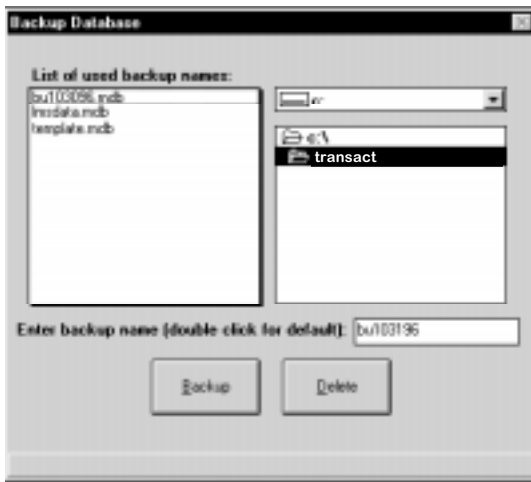 Backup Database
List of used backup names:
bu103096.mdb
lmsdata.mdb
template.mdb
c:\
transact
Enter backup name (double click for default):
bu103196
Backup
Delete